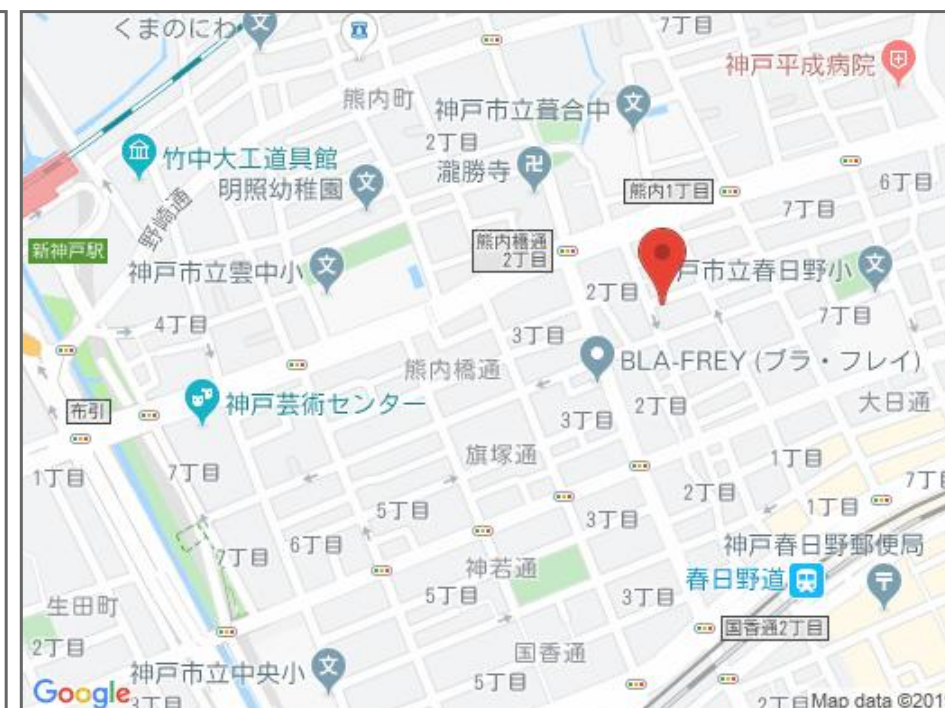 くまのにわ
7丁目
神戸平成病院
熊内町
神戸市立葺合中
2丁目
竹中大工道具館
瀧勝寺
明照幼稚園
熊内1丁目
6丁目
7丁目
野崎通
熊内橋通
2丁目
新神戸駅
神戸市立雲中小
戸市立春日野小
2丁目
4丁目
3丁目
7丁目
BLA-FREY (ブラ・フレイ)
熊内橋通
神戸芸術センター
大日通
布引
3丁目
2丁目
旗塚通
1丁目
1丁目
7丁目
7丁目
2丁目
5丁目
1丁目
3丁目
6丁目
7丁目
神若通
神戸春日野郵便局
春日野道
5丁目
3丁目
生田町
国香通2丁目
2丁目
国香通
神戸市立中央小
5丁目
Google
3丁目
2丁目
Map data ©201